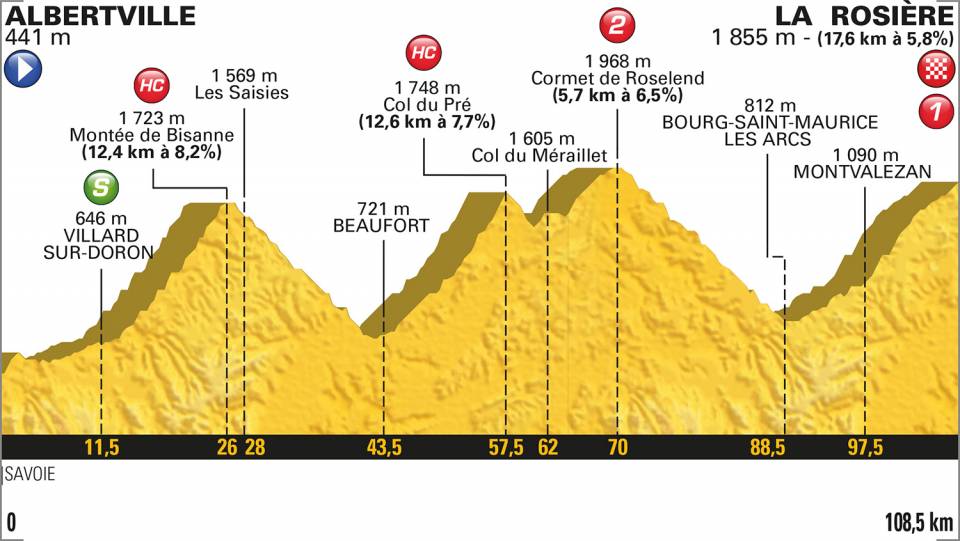 ALBERTVILLE
441 m
LA ROSIÈRE
1 855 m - (17,6 km à 5,8%)
1
HC
1 723 m
Montée de Bisanne
(12,4 km à 8,2%)
S
646 m
VILLARD
SUR-DORON
1 569 m
Les Saisies
721 m
BEAUFORT
HC
1 748 m
Col du Pré
(12,6 km à 7,7%)
1 605 m
Col du Méraillet
2
1 968 m
Cormet de Roselend
(5,7 km à 6,5%)
812 m
BOURG-SAINT-MAURICE
LES ARCS
1 090 m
MONTVALEZAN
11,5 26 28 43,5 57,5 62 70 88,5 97,5
SAVOIE
0 108,5 km